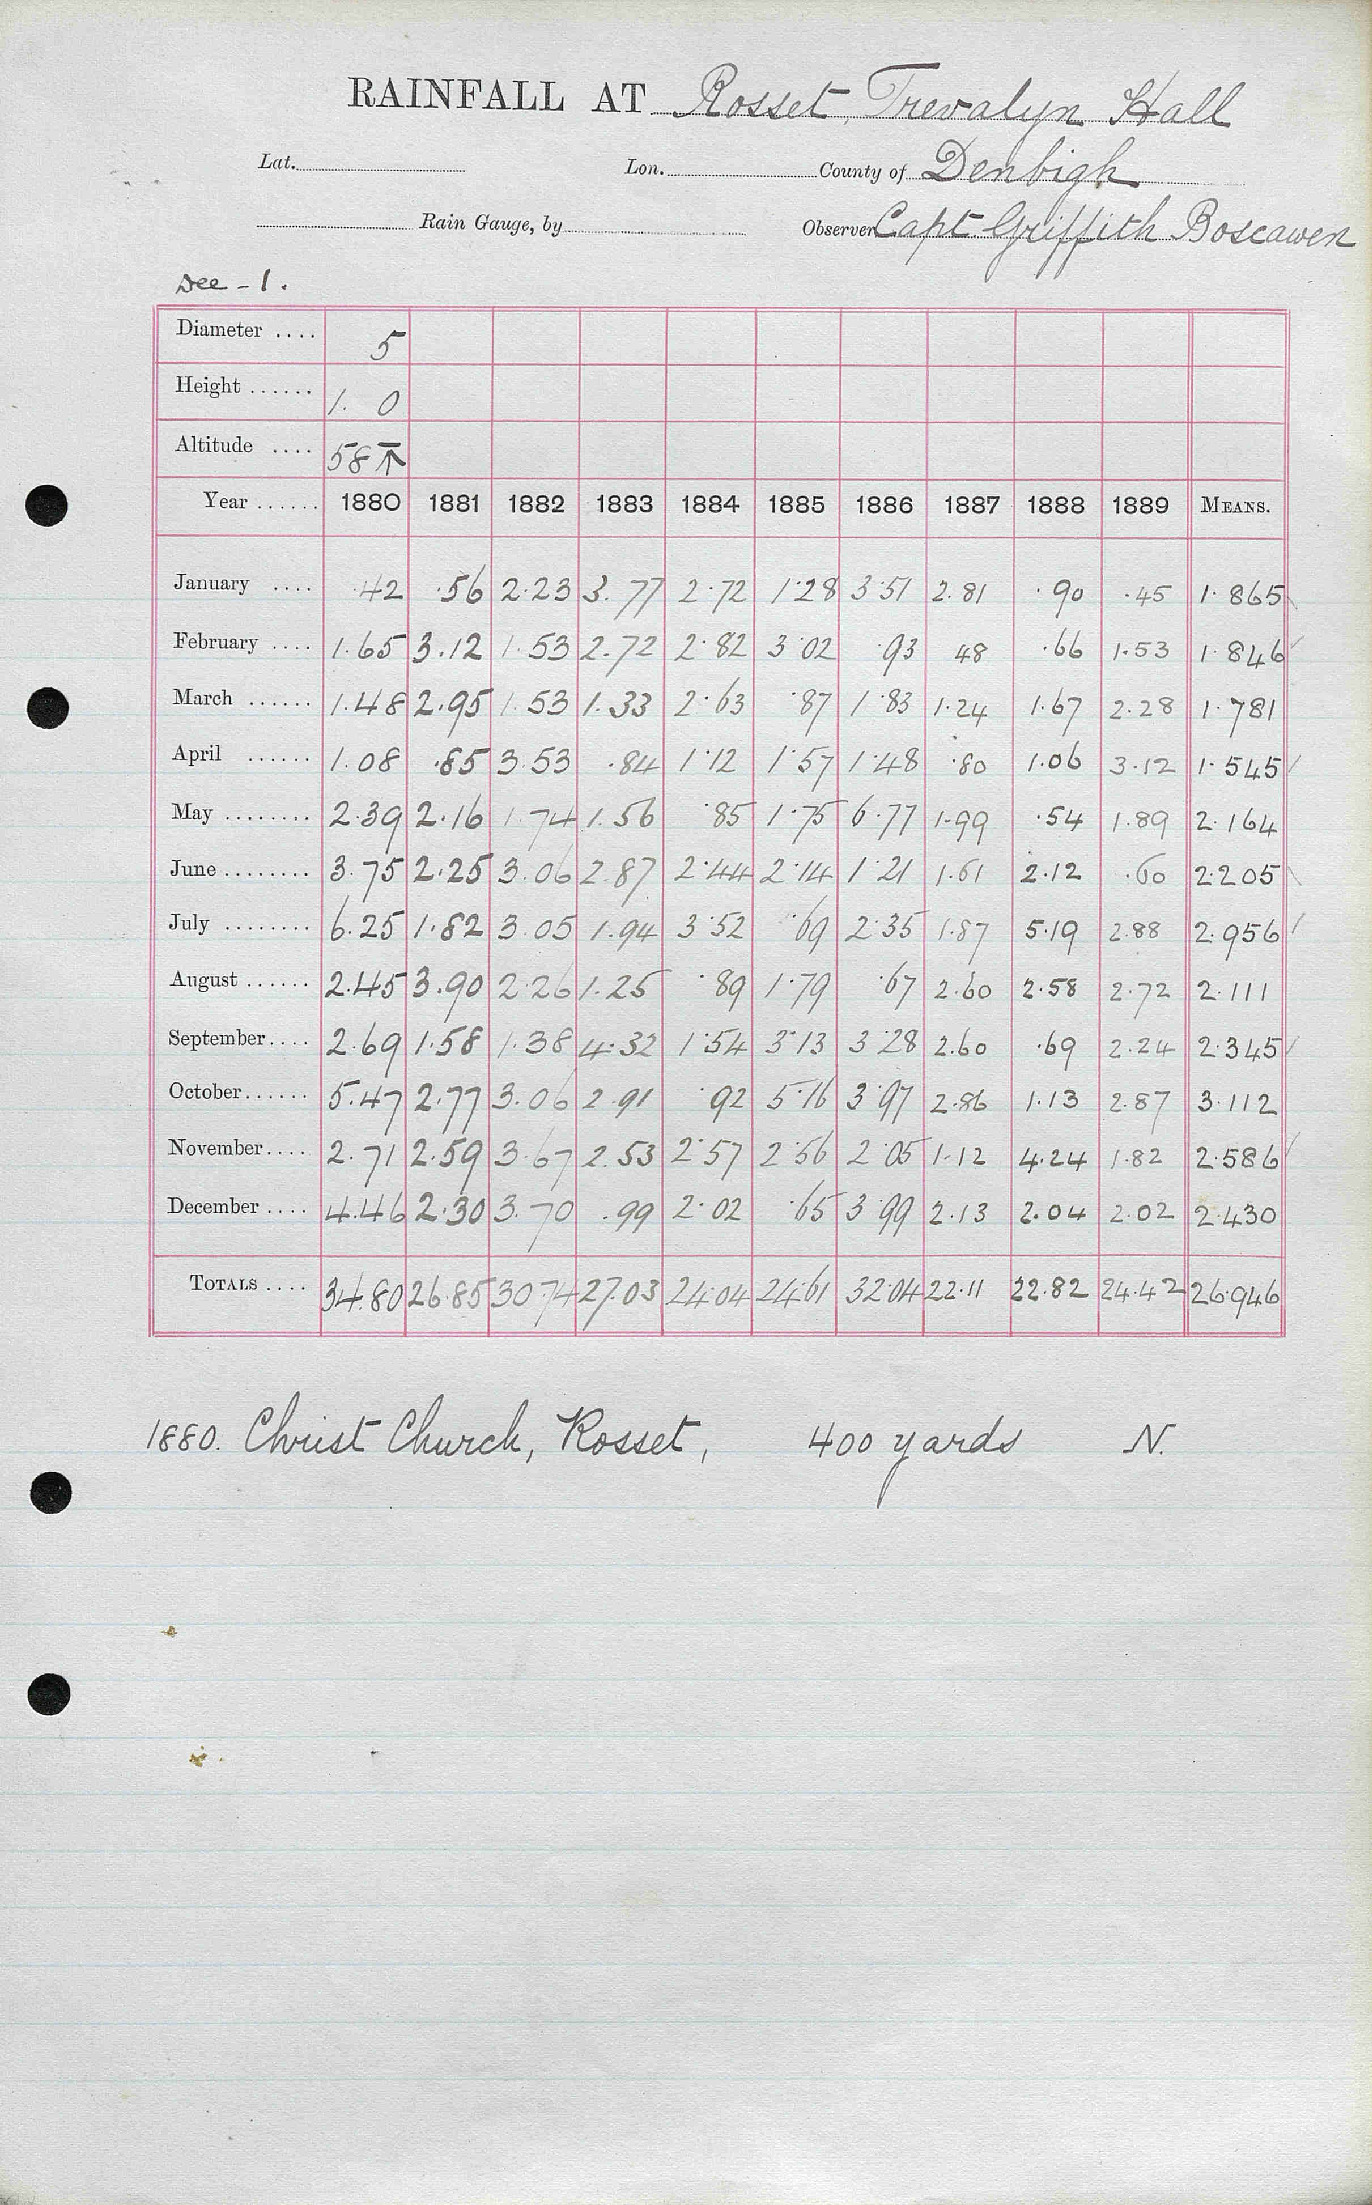 RAINFALL AT Rosset, Trevalyn Hall
Lat. Lon. County of Denbigh
Rain Gauge, by Observer Capt Griffith Boscawen
Dec - 1.
Diameter .... 5
Height ...... 1. 0
Altitude .... 58 ⊼
Year ...... 1880 1881 1882 1883 1884 1885 1886 1887 1888 1889 MEANS.
January .... .42 .56 2.23 3.77 2.72 1.28 3.51 2.81 .90 .45 1.865
February .... 1.65 3.12 1.53 2.72 2.82 3.02 .93 48 .66 1.53 1.846
March ...... 1.48 2.95 1.53 1.33 2.63 .87 1.83 1.24 1.67 2.28 1.781
April ...... 1.08 .85 3.53 .84 1.12 1.57 1.48 .80 1.06 3.12 1.545
May ........ 2.39 2.16 1.74 1.56 .85 1.75 6.77 1.99 .54 1.89 2.164
June ........ 3.75 2.25 3.06 2.87 2.44 2.14 1.21 1.61 2.12 .60 2.205
July ........ 6.25 1.82 3.05 1.94 3.52 .69 2.35 1.87 5.19 2.88 2.956
August ...... 2.45 3.90 2.26 1.25 .89 1.79 .67 2.60 2.58 2.72 2.111
September .... 2.69 1.58 1.38 4.32 1.54 3.13 3.28 2.60 .69 2.24 2.345
October ...... 5.47 2.77 3.06 2.91 .92 5.16 3.97 2.86 1.13 2.87 3.112
November .... 2.71 2.59 3.67 2.53 2.57 2.56 2.05 1.12 4.24 1.82 2.586
December .... 4.46 2.30 3.70 .99 2.02 .65 3.99 2.13 2.04 2.02 2.430
TOTALS .... 34.80 26.85 30.74 27.03 24.04 24.61 32.04 22.11 22.82 24.42 26.946
1880. Christ Church, Rosset, 400 yards N.